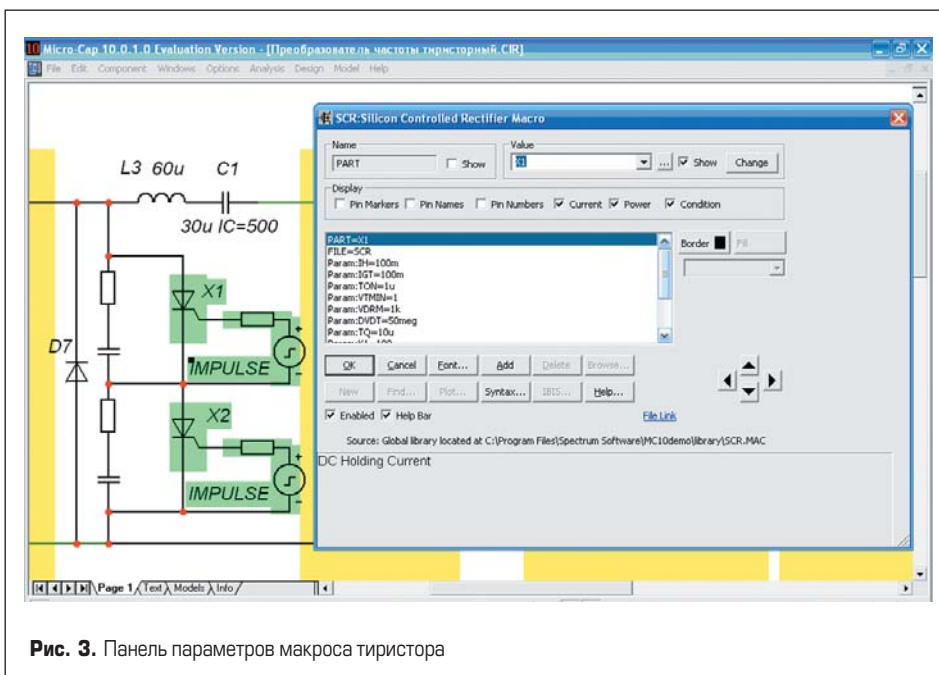 Micro-Cap 10.0.1.0 Evaluation Version - [Преобразователь частоты тиристорный.CIR]
File Edit Component Windows Options Analysis Design Model Help
SCR:Silicon Controlled Rectifier Macro
Name
Value
PART
Show
X1
...
Show
Change
Display
Pin Markers
Pin Names
Pin Numbers
Current
Power
Condition
PART=X1
FILE=SCR
Param:IH=100m
Param:IGT=100m
Param:TON=1u
Param:VTMIN=1
Param:VDRM=1k
Param:DVDT=50meg
Param:TQ=10u
Border
Fill
OK
Cancel
Font...
Add
Delete
Browse...
New
Find...
Plot...
Syntax...
IBIS...
Help...
Enabled
Help Bar
File Link
Source: Global library located at C:\Program Files\Spectrum Software\MC10demo\library\SCR.MAC
DC Holding Current
L3 60u
C1
30u IC=500
X1
D7
IMPULSE
X2
IMPULSE
Page 1
Text
Models
Info
Рис. 3. Панель параметров макроса тиристора